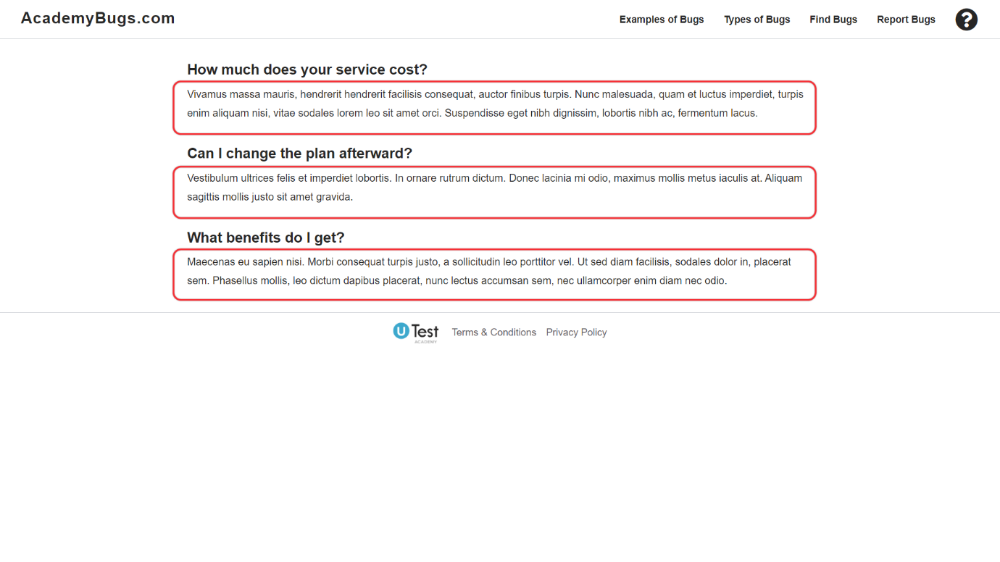 AcademyBugs.com
Examples of Bugs
Types of Bugs
Find Bugs
Report Bugs
?
How much does your service cost?
Vivamus massa mauris, hendrerit hendrerit facilisis consequat, auctor finibus turpis. Nunc malesuada, quam et luctus imperdiet, turpis
enim aliquam nisi, vitae sodales lorem leo sit amet orci. Suspendisse eget nibh dignissim, lobortis nibh ac, fermentum lacus.
Can I change the plan afterward?
Vestibulum ultrices felis et imperdiet lobortis. In ornare rutrum dictum. Donec lacinia mi odio, maximus mollis metus iaculis at. Aliquam
sagittis mollis justo sit amet gravida.
What benefits do I get?
Maecenas eu sapien nisi. Morbi consequat turpis justo, a sollicitudin leo porttitor vel. Ut sed diam facilisis, sodales dolor in, placerat
sem. Phasellus mollis, leo dictum dapibus placerat, nunc lectus accumsan sem, nec ullamcorper enim diam nec odio.
U Test
ACADEMY
Terms & Conditions
Privacy Policy